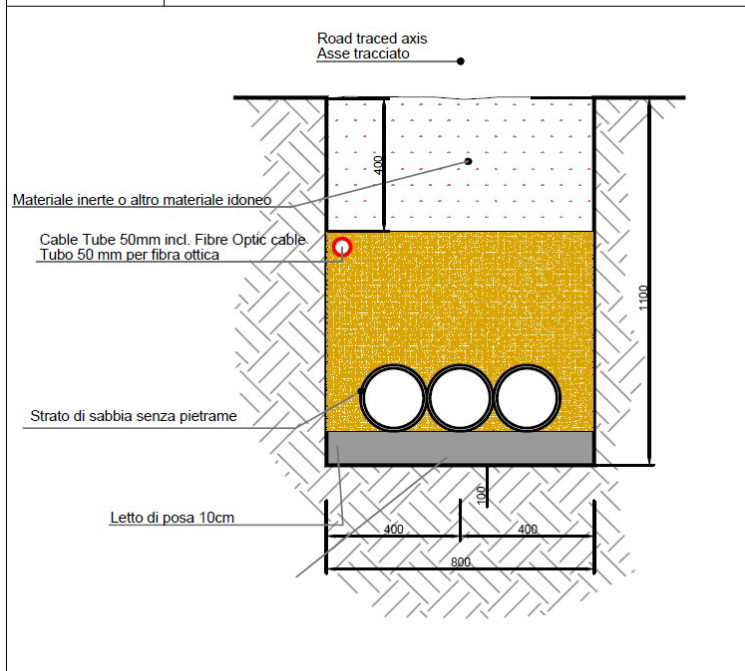 Road traced axis
Asse tracciato
400
Materiale inerte o altro materiale idoneo
Cable Tube 50mm incl. Fibre Optic cable
Tubo 50 mm per fibra ottica
1100
Strato di sabbia senza pietrame
100
Letto di posa 10cm
400
400
800